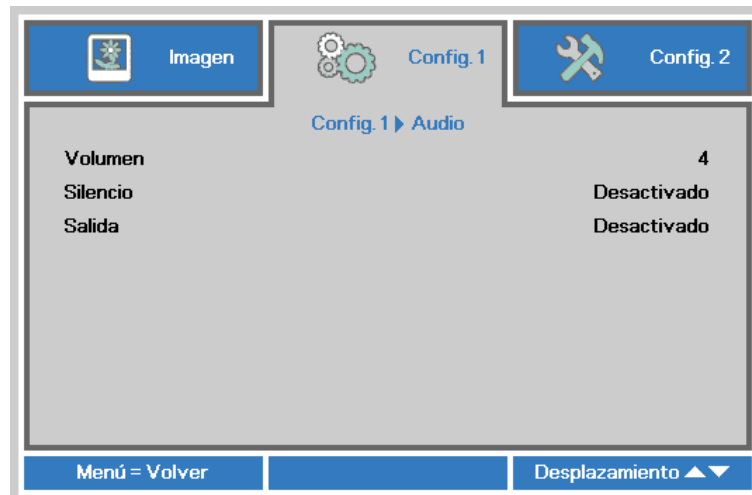 Imagen
Config. 1
Config. 2
Config. 1 Audio
Volumen 4
Silencio Desactivado
Salida Desactivado
Menú = Volver
Desplazamiento